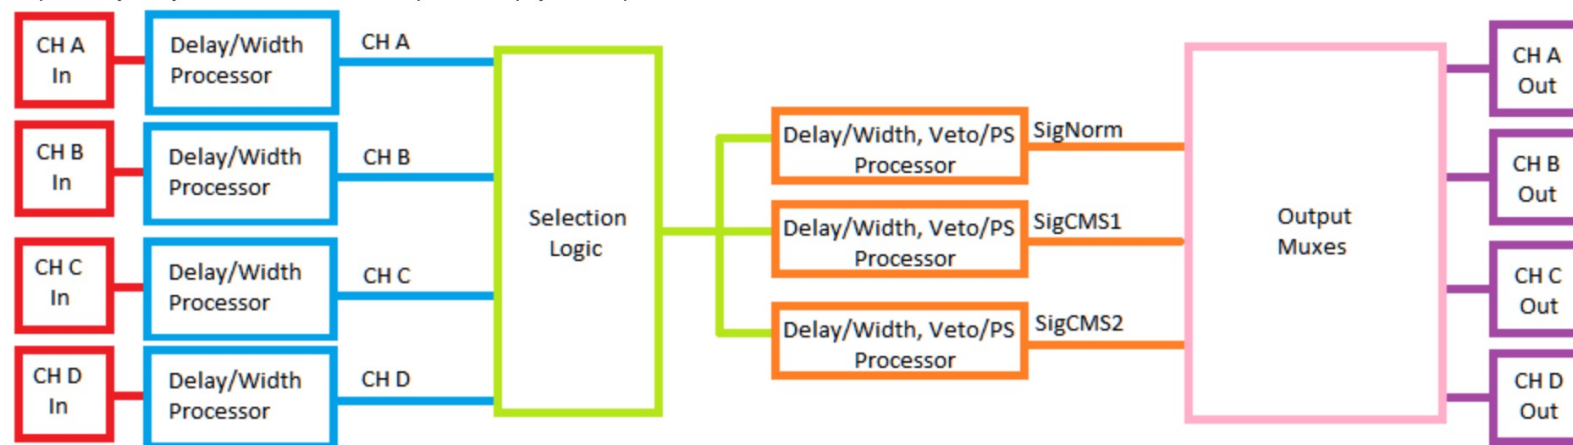 CH A
In
Delay/Width
Processor
CH A
CH B
In
Delay/Width
Processor
CH B
CH C
In
Delay/Width
Processor
CH C
CH D
In
Delay/Width
Processor
CH D
Selection
Logic
Delay/Width, Veto/PS
Processor
SigNorm
Delay/Width, Veto/PS
Processor
SigCMS1
Delay/Width, Veto/PS
Processor
SigCMS2
Output
Muxes
CH A
Out
CH B
Out
CH C
Out
CH D
Out